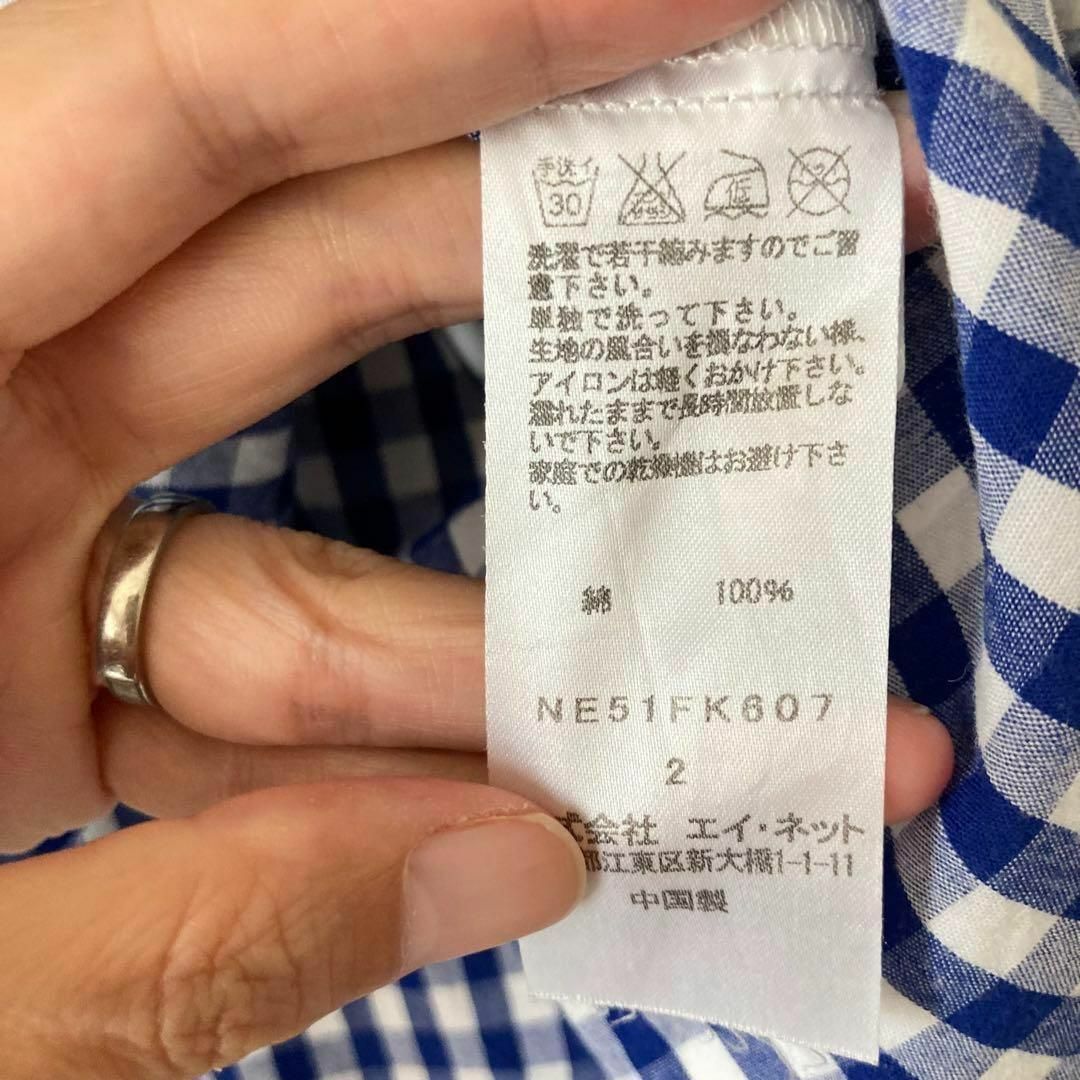 手洗イ
30
低
洗濯で若干縮みますのでご留
意下さい。
単独で洗って下さい。
生地の風合いを損なわない様、
アイロンは軽くおかけ下さい。
濡れたままで長時間放置しな
いで下さい。
家庭での乾燥機はお避け下さ
い。
綿 100%
NE51FK607
2
式会社 エイ・ネット
都江東区新大橋1-1-11
中国製